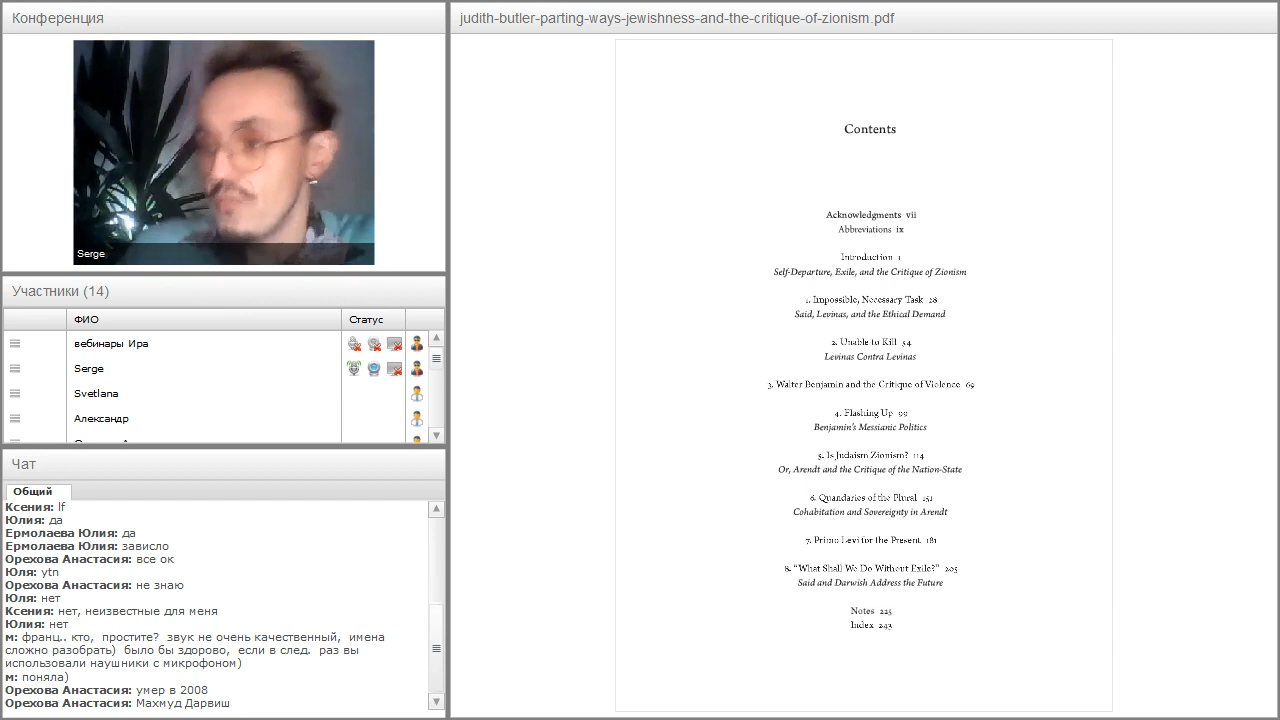 Конференция
Serge
Участники (14)
ФИО
Статус
вебинары Ира
Serge
Svetlana
Александр
Чат
Общий
Ксения: lf
Юлия: да
Ермолаева Юлия: да
Ермолаева Юлия: зависло
Орехова Анастасия: все ок
Юля: ytn
Орехова Анастасия: не знаю
Юля: нет
Ксения: нет, неизвестные для меня
Юлия: нет
м: франц.. кто, простите? звук не очень качественный, имена
сложно разобрать) было бы здорово, если в след. раз вы
использовали наушники с микрофоном)
м: поняла)
Орехова Анастасия: умер в 2008
Орехова Анастасия: Махмуд Дарвиш
judith-butler-parting-ways-jewishness-and-the-critique-of-zionism.pdf
Contents
Acknowledgments vii
Abbreviations ix
Introduction 1
Self-Departure, Exile, and the Critique of Zionism
1. Impossible, Necessary Task 28
Said, Levinas, and the Ethical Demand
2. Unable to Kill 54
Levinas Contra Levinas
3. Walter Benjamin and the Critique of Violence 69
4. Flashing Up 99
Benjamin's Messianic Politics
5. Is Judaism Zionism? 114
Or, Arendt and the Critique of the Nation-State
6. Quandaries of the Plural 151
Cohabitation and Sovereignty in Arendt
7. Primo Levi for the Present 181
8. “What Shall We Do Without Exile?” 205
Said and Darwish Address the Future
Notes 225
Index 243